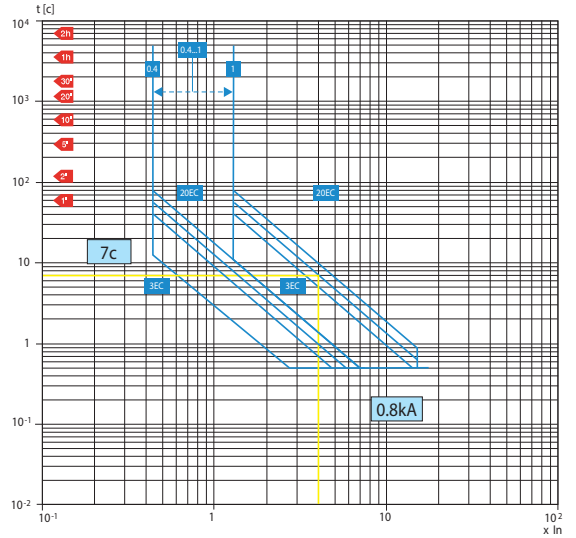 t [c]
10⁴
2h
0.4...1
1h
0.4
1
30'
20'
10³
10'
5'
2'
10²
20EC
20EC
1'
7c
10
3EC
3EC
1
0.8kA
10⁻¹
10⁻²
10⁻¹
1
10
10²
x In